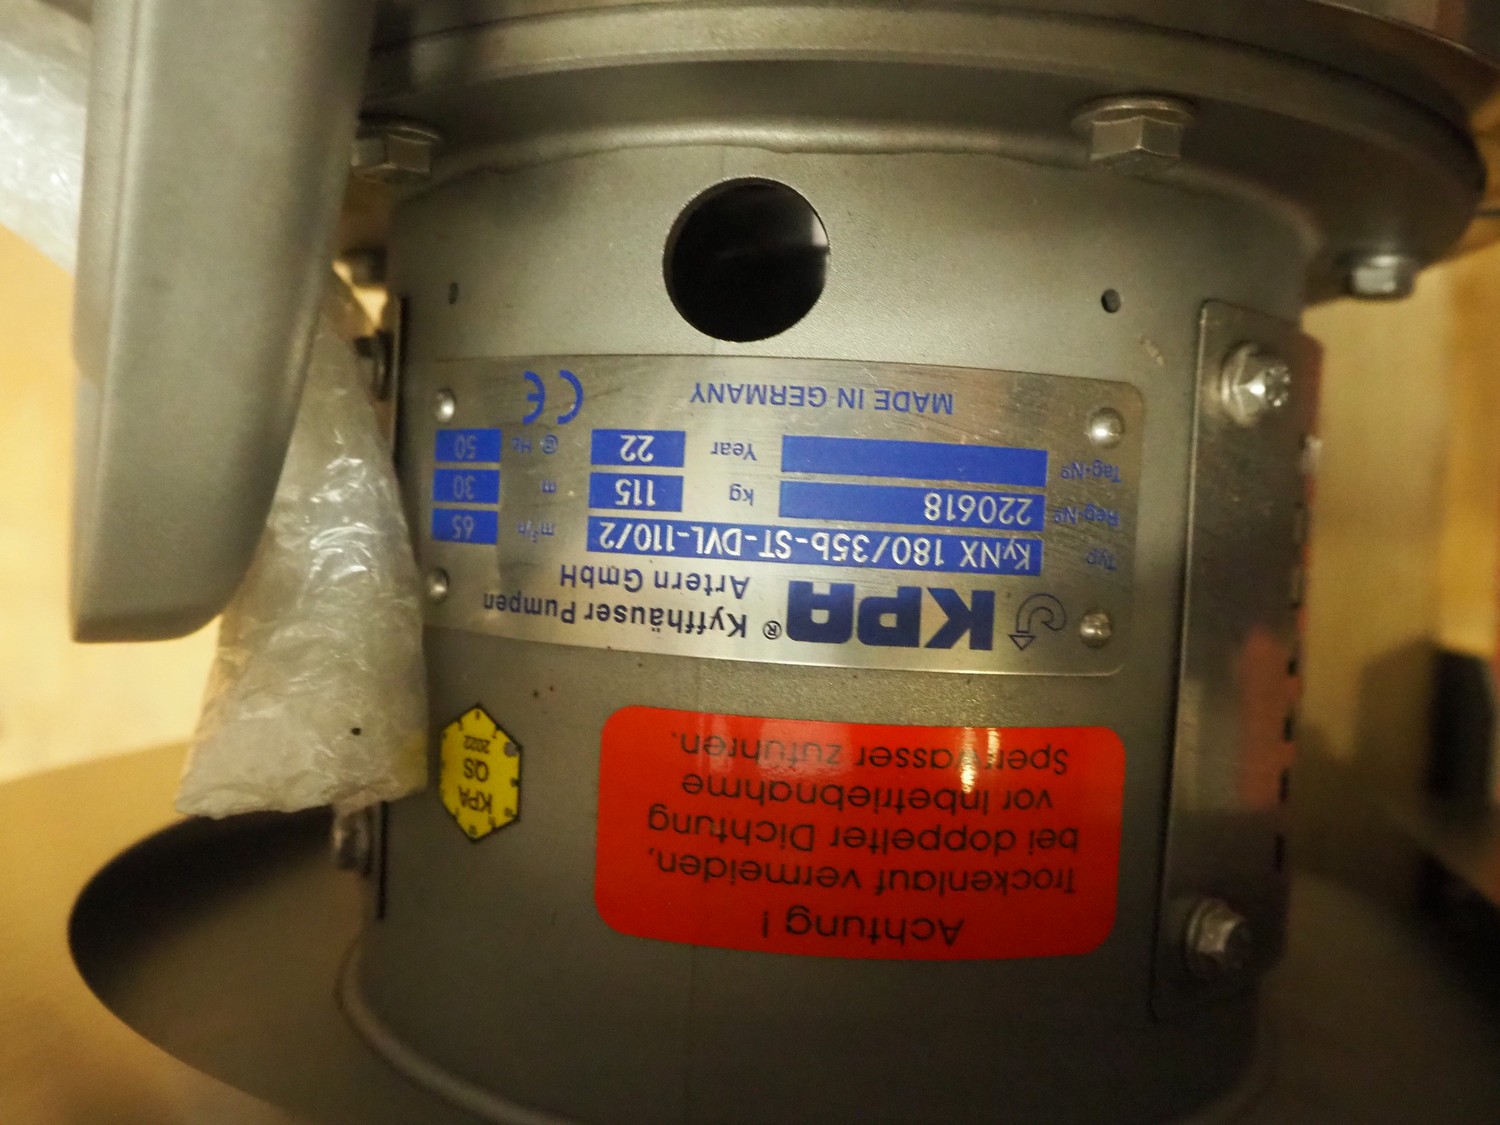 KPA® Kyffhäuser Pumpen
Artern GmbH
Typ KyNX 180/35b-ST-DVL-110/2 m³/h 65
Reg-Nº 220618 kg 115 m 30
Tag-Nº Year 22 @ Hz 50
MADE IN GERMANY CE
Achtung !
Trockenlauf vermeiden,
bei doppelter Dichtung
vor Inbetriebnahme
Sperrwasser zuführen.
KPA
QS
2022